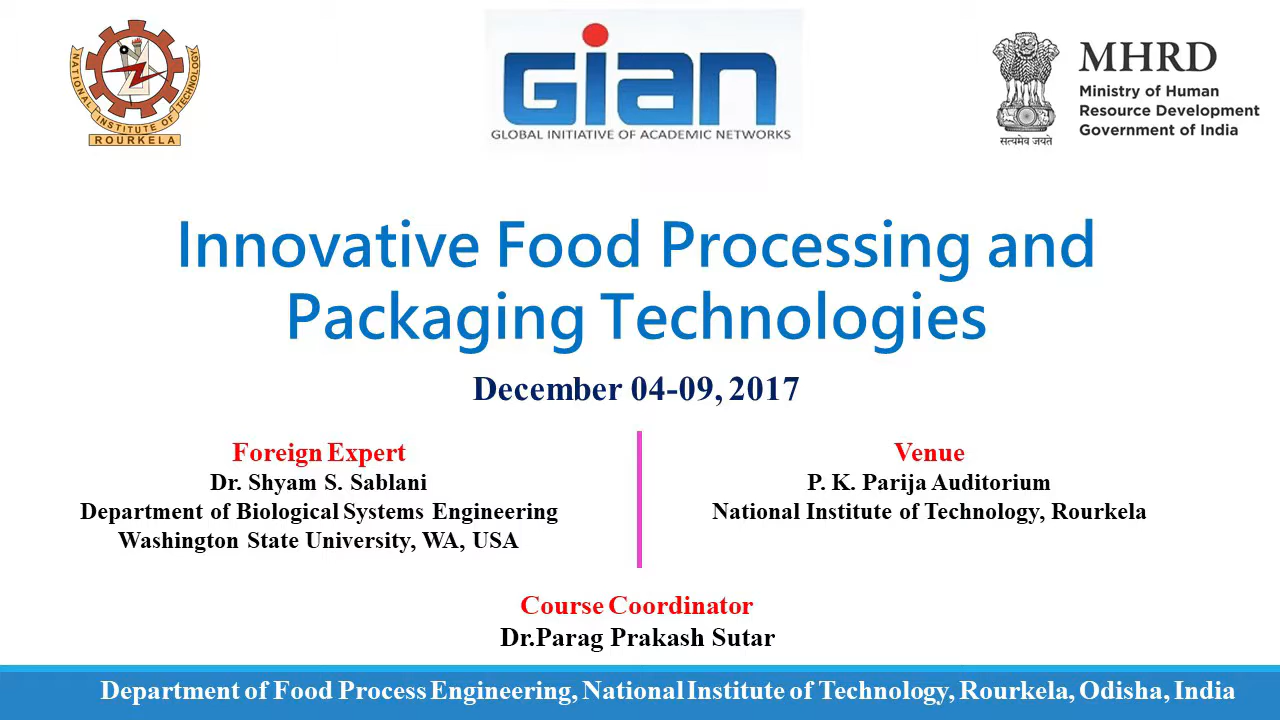 NATIONAL INSTITUTE OF TECHNOLOGY
ROURKELA
GIAN
GLOBAL INITIATIVE OF ACADEMIC NETWORKS
सत्यमेव जयते
MHRD
Ministry of Human
Resource Development
Government of India
Innovative Food Processing and
Packaging Technologies
December 04-09, 2017
Foreign Expert
Dr. Shyam S. Sablani
Department of Biological Systems Engineering
Washington State University, WA, USA
Venue
P. K. Parija Auditorium
National Institute of Technology, Rourkela
Course Coordinator
Dr.Parag Prakash Sutar
Department of Food Process Engineering, National Institute of Technology, Rourkela, Odisha, India